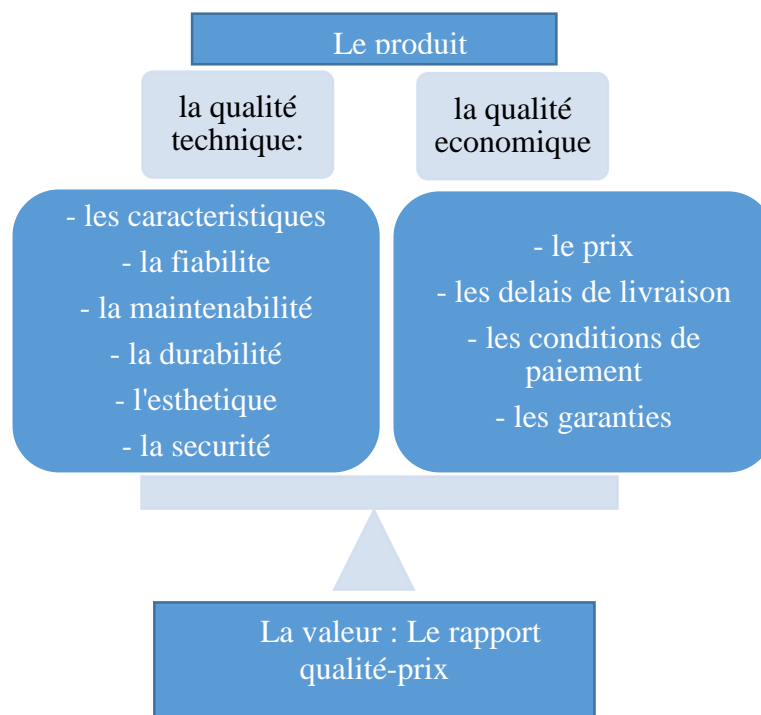 Le produit
la qualité
technique:
- les caracteristiques
- la fiabilite
- la maintenabilité
- la durabilité
- l'esthetique
- la securité
la qualité
economique
- le prix
- les delais de livraison
- les conditions de
paiement
- les garanties
La valeur : Le rapport
qualité-prix